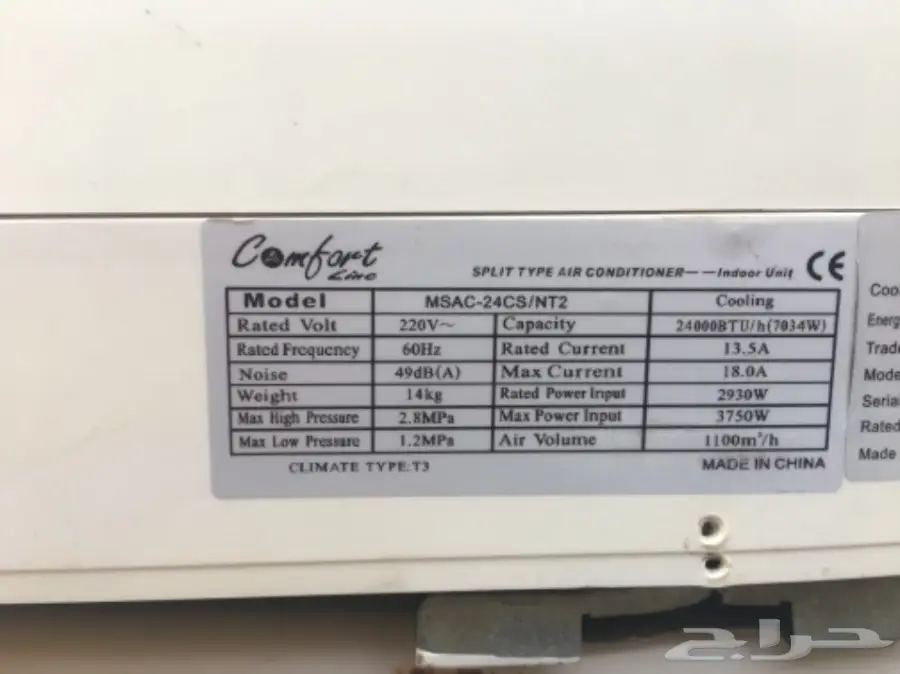 Comfort
Line
SPLIT TYPE AIR CONDITIONER——Indoor Unit CE
Model MSAC-24CS/NT2 Cooling
Rated Volt 220V~ Capacity 24000BTU/h(7034W)
Rated Frequency 60Hz Rated Current 13.5A
Noise 49dB(A) Max Current 18.0A
Weight 14kg Rated Power Input 2930W
Max High Pressure 2.8MPa Max Power Input 3750W
Max Low Pressure 1.2MPa Air Volume 1100m³/h
CLIMATE TYPE:T3 MADE IN CHINA
Coo
Energ
Trade
Mode
Seria
Rated
Made
حراج